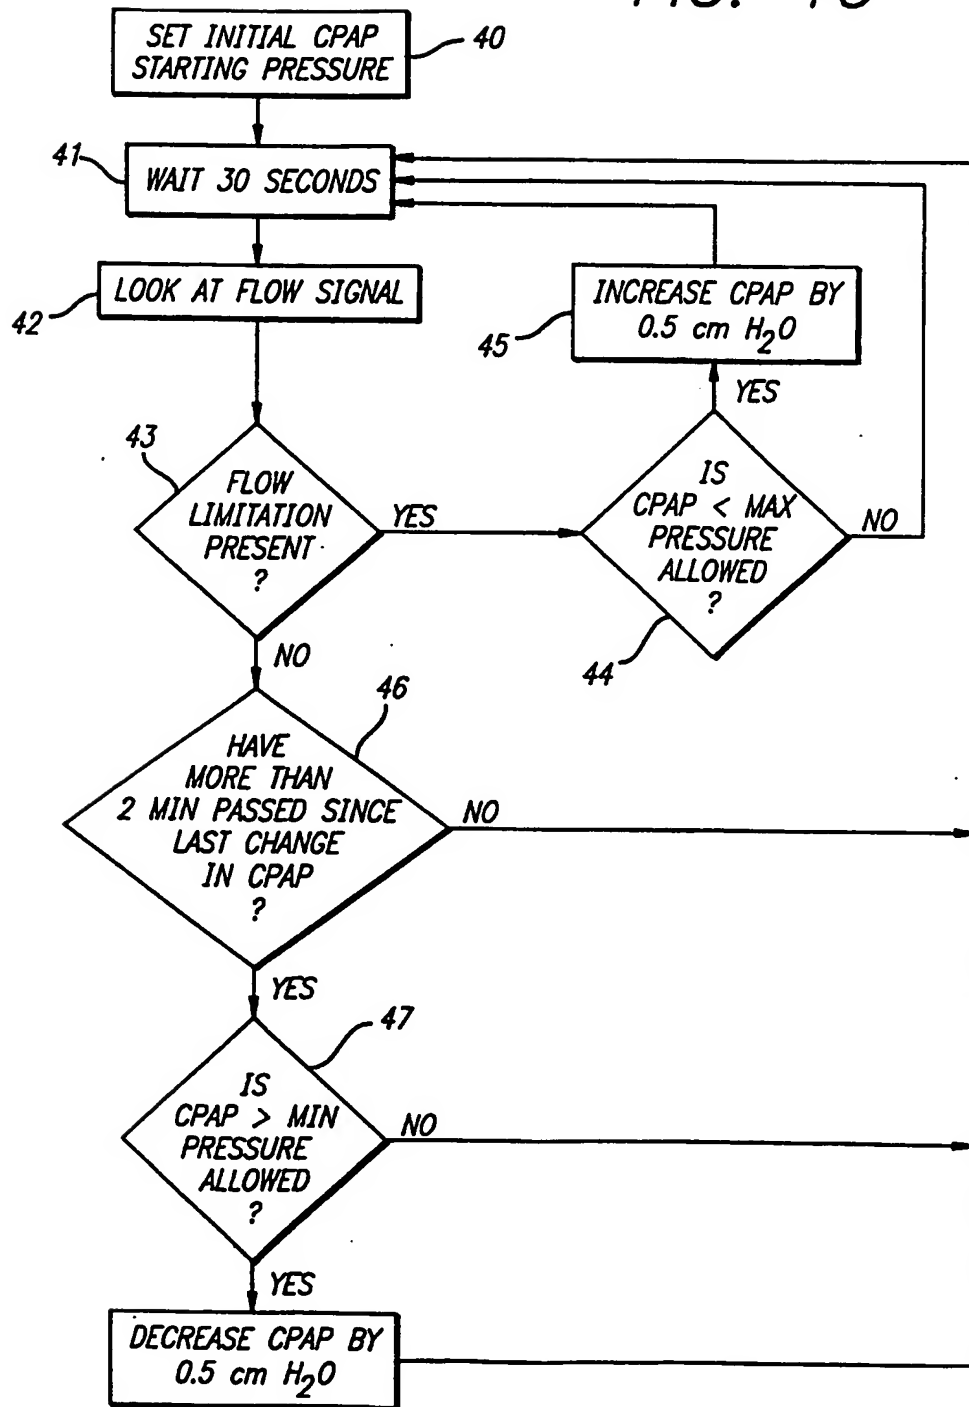 SET INITIAL CPAP
STARTING PRESSURE
40
41
WAIT 30 SECONDS
LOOK AT FLOW SIGNAL
42
INCREASE CPAP BY
0.5 cm H₂O
45
YES
43
FLOW
LIMITATION
PRESENT
?
YES
IS
CPAP < MAX
PRESSURE
ALLOWED
?
NO
44
NO
46
HAVE
MORE THAN
2 MIN PASSED SINCE
LAST CHANGE
IN CPAP
?
NO
YES
47
IS
CPAP > MIN
PRESSURE
ALLOWED
?
NO
YES
DECREASE CPAP BY
0.5 cm H₂O